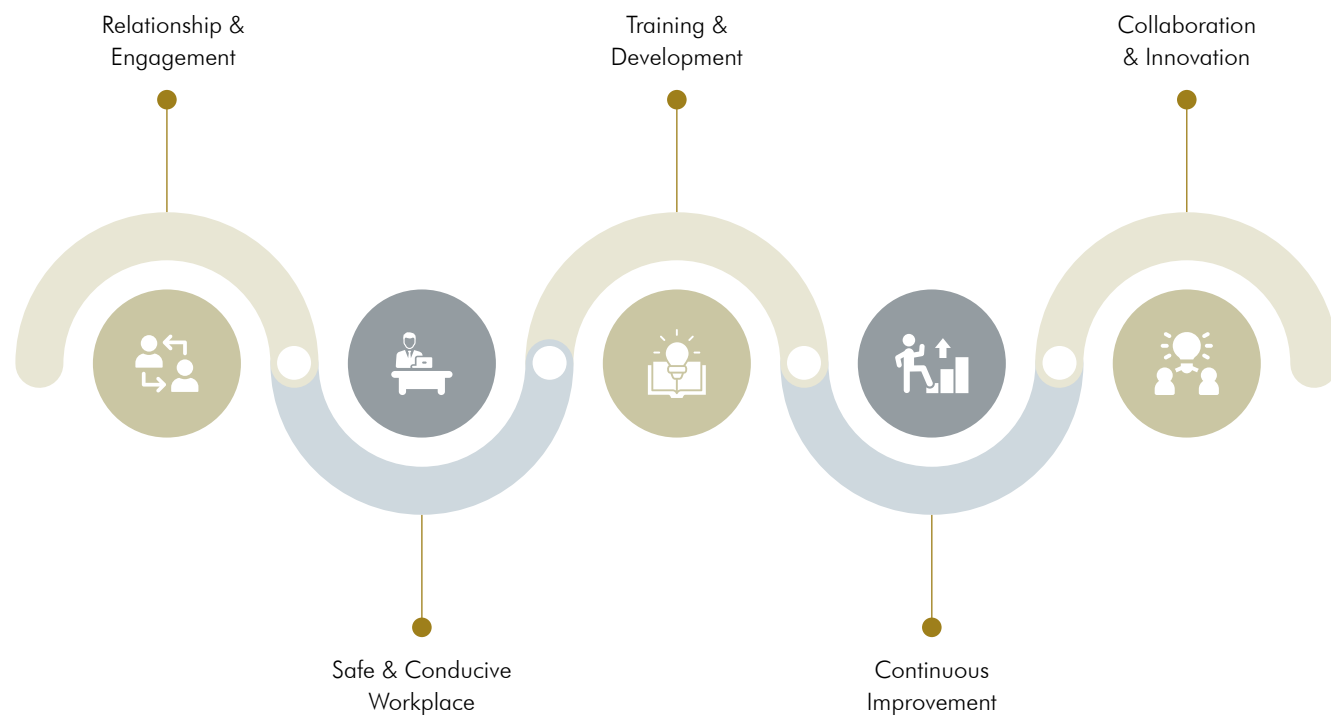 Relationship &
Engagement
Training &
Development
Collaboration
& Innovation
Safe & Conducive
Workplace
Continuous
Improvement